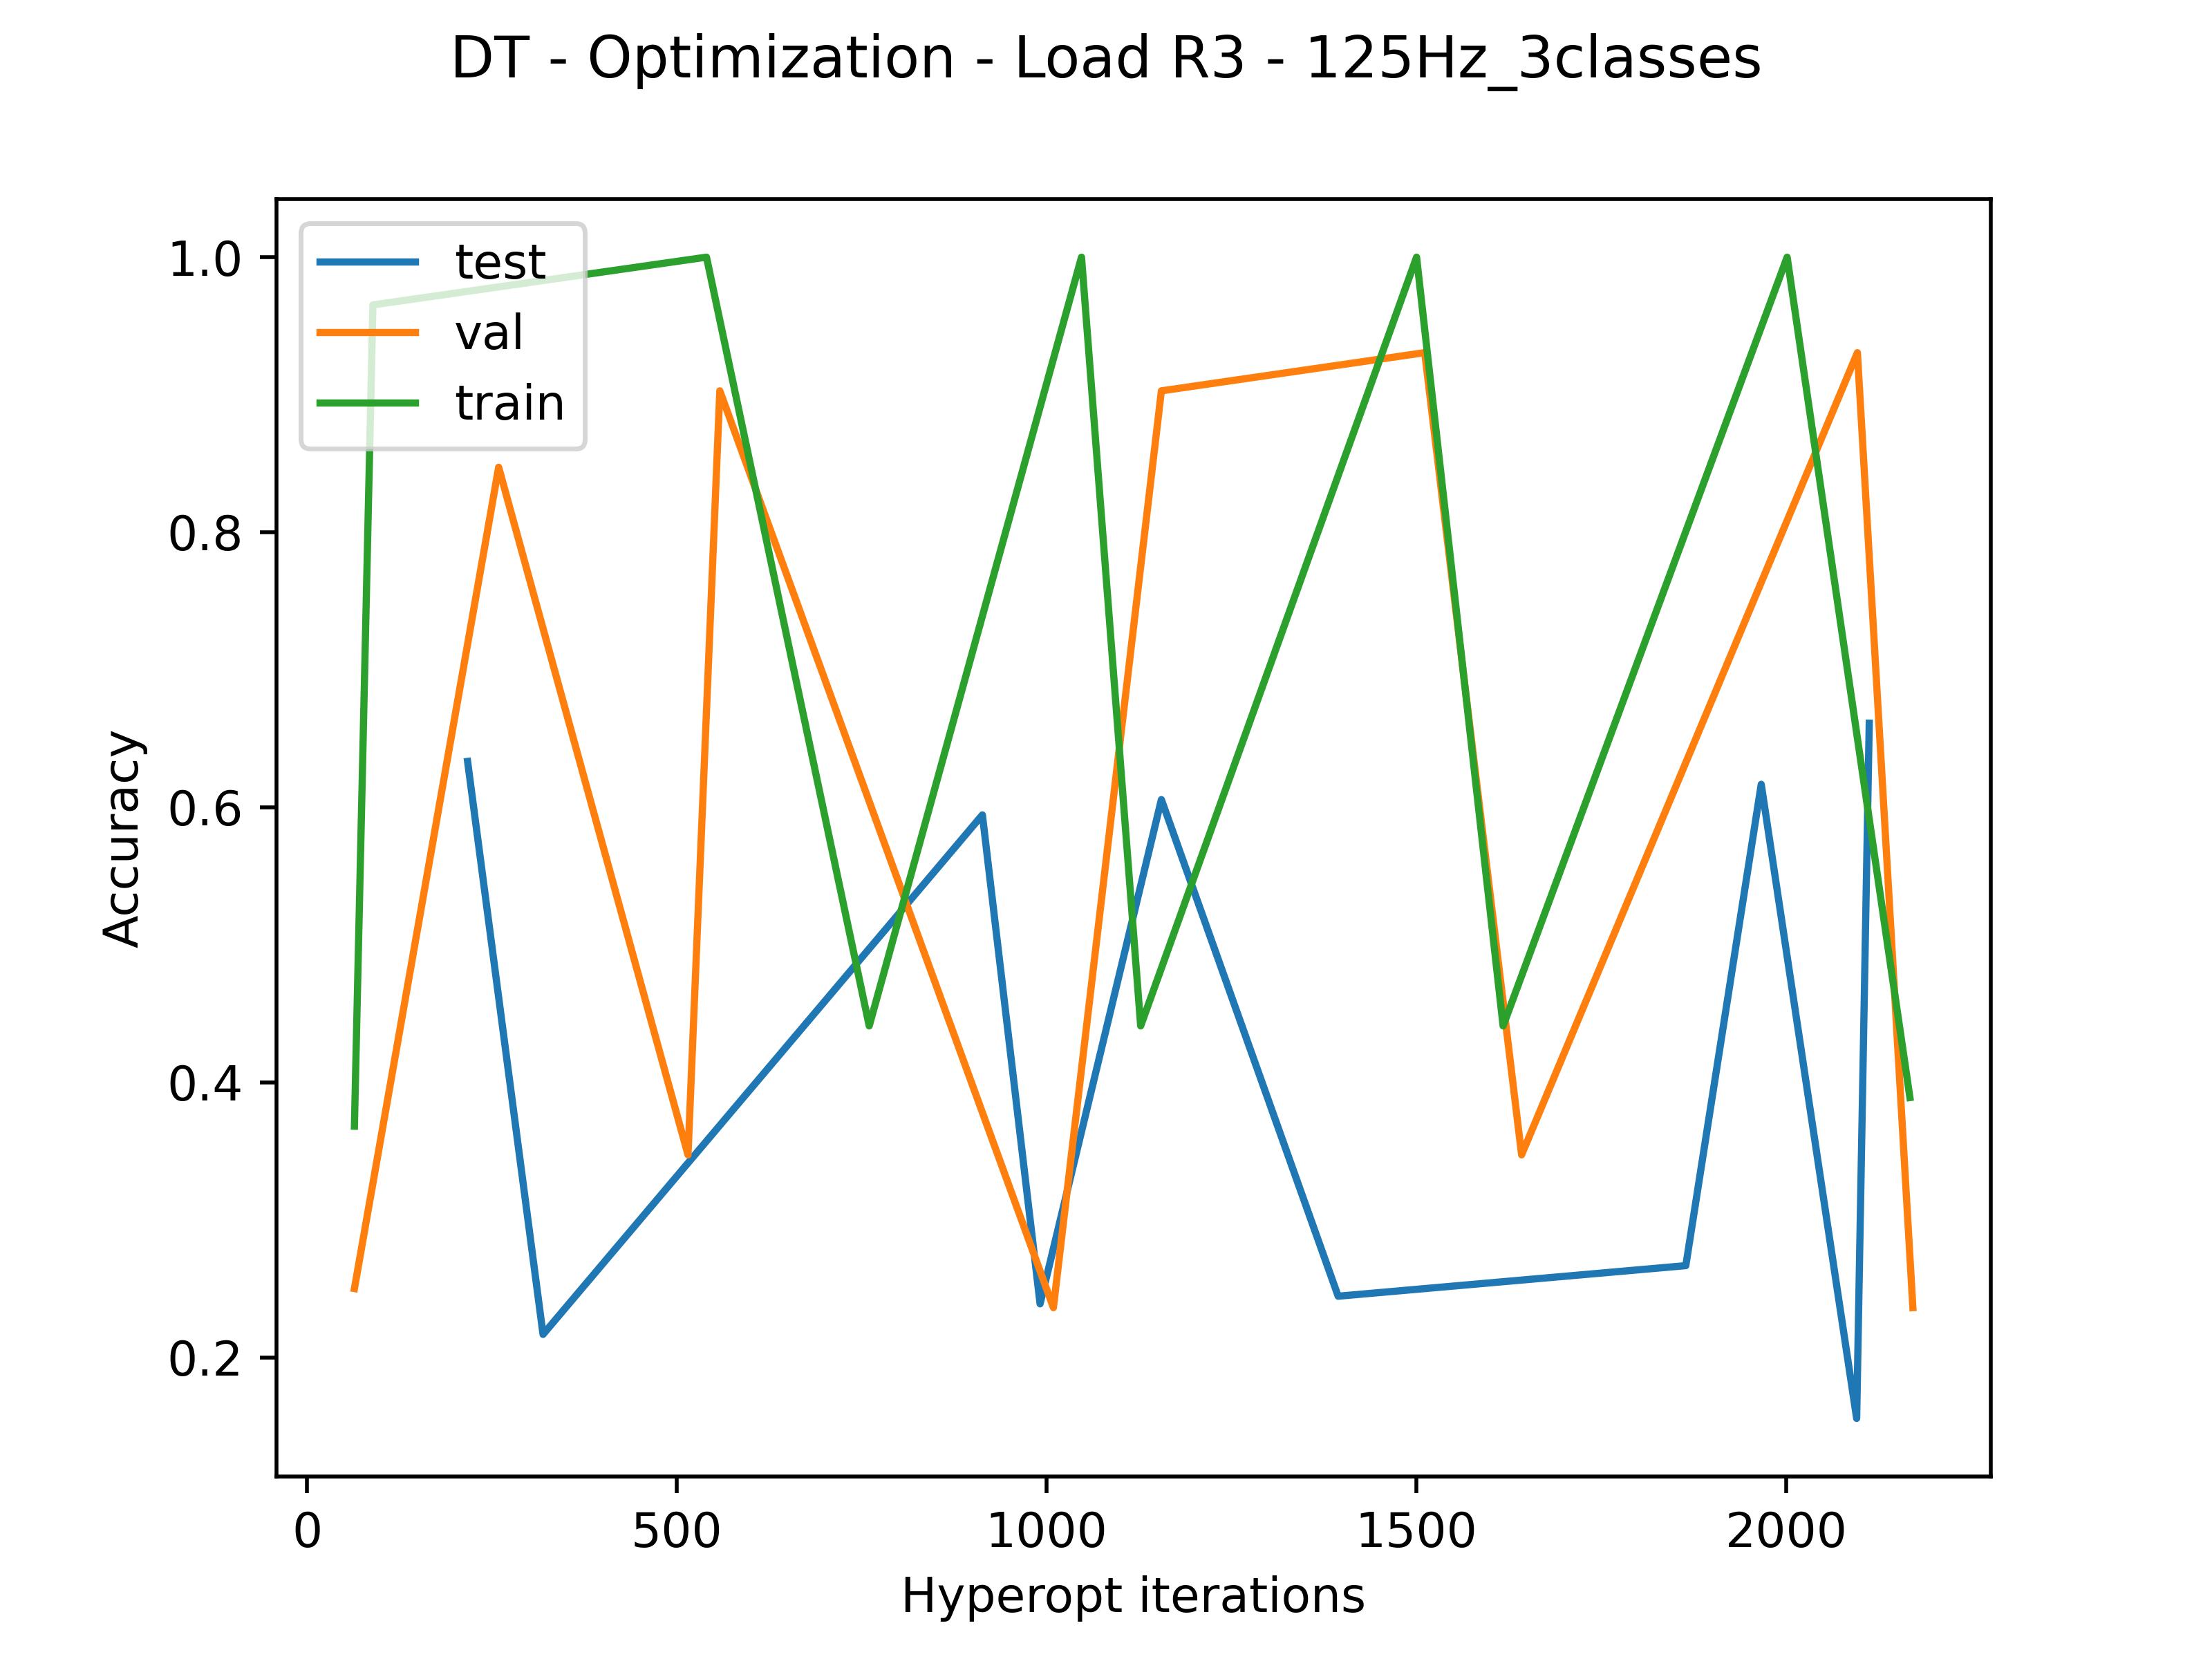 DT - Optimization - Load R3 - 125Hz_3classes
test
val
train
1.0
0.8
0.6
0.4
0.2
Accuracy
0 500 1000 1500 2000
Hyperopt iterations